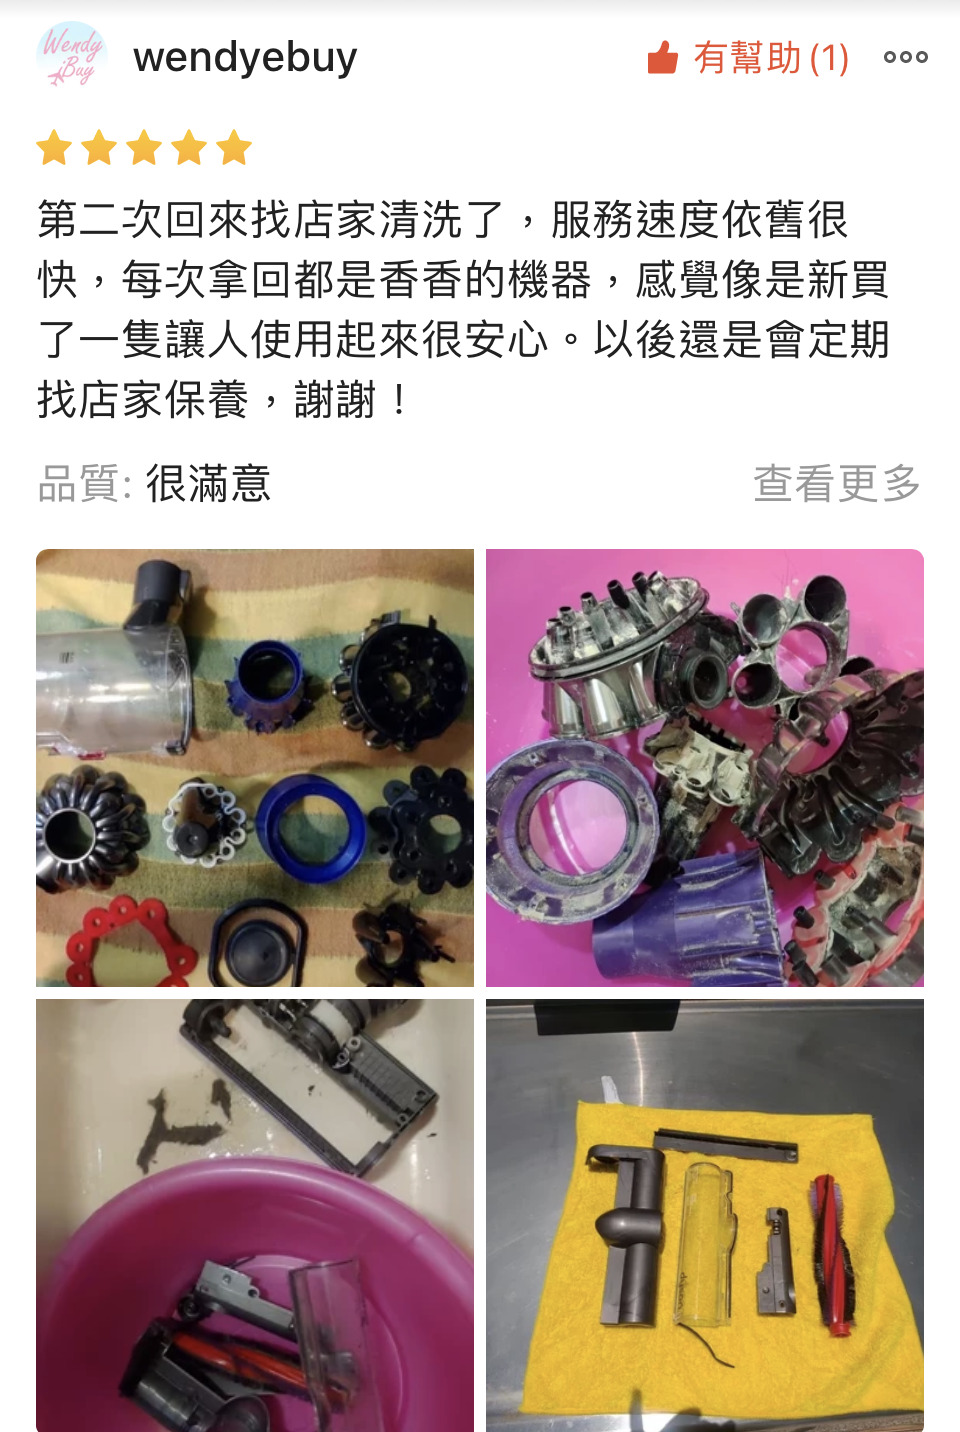 Wendy
iBuy
wendyebuy
有幫助 (1)
第二次回來找店家清洗了，服務速度依舊很
快，每次拿回都是香香的機器，感覺像是新買
了一隻讓人使用起來很安心。以後還是會定期
找店家保養，謝謝！
品質: 很滿意
查看更多